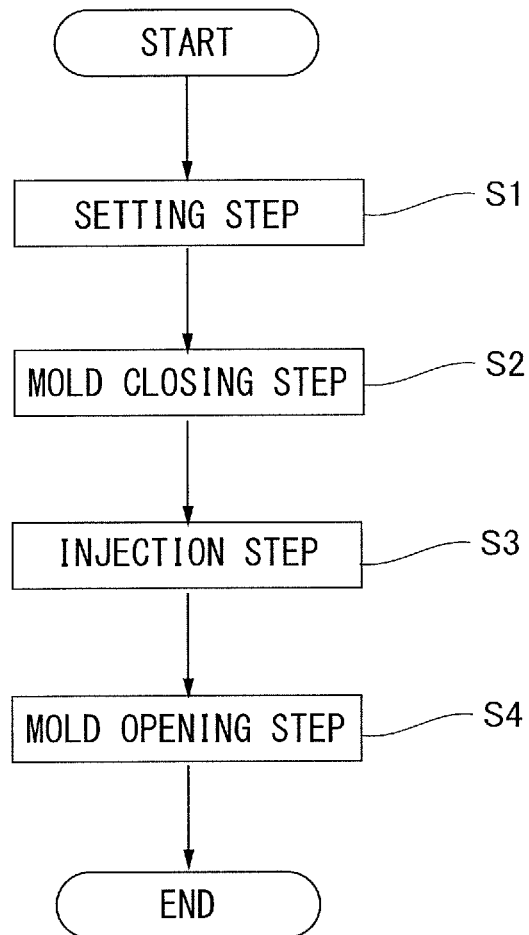 START
SETTING STEP
S1
MOLD CLOSING STEP
S2
INJECTION STEP
S3
MOLD OPENING STEP
S4
END